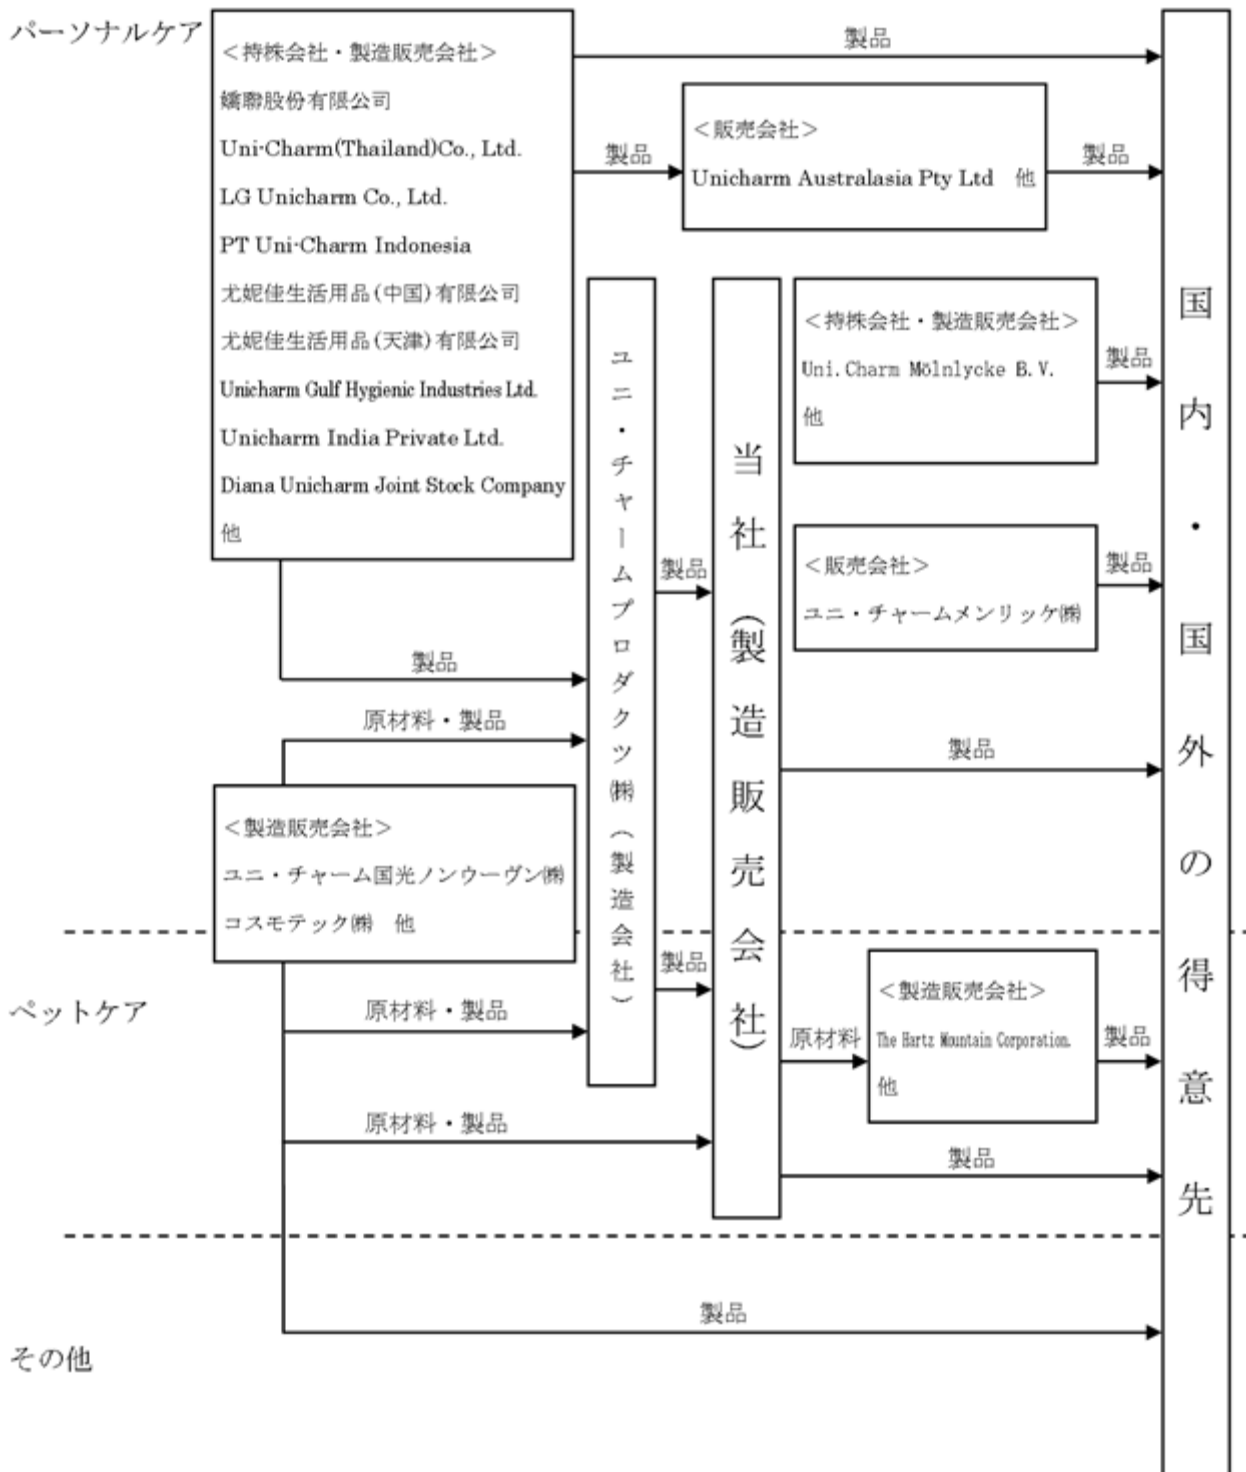 パーソナルケア
＜持株会社・製造販売会社＞
嬌聯股份有限公司
Uni-Charm(Thailand)Co., Ltd.
LG Unicharm Co., Ltd.
PT Uni-Charm Indonesia
尤妮佳生活用品(中国)有限公司
尤妮佳生活用品(天津)有限公司
Unicharm Gulf Hygienic Industries Ltd.
Unicharm India Private Ltd.
Diana Unicharm Joint Stock Company
他
製品
製品
＜販売会社＞
Unicharm Australasia Pty Ltd　他
製品
ユニ・チャームプロダクツ㈱（製造会社）
当社（製造販売会社）
＜持株会社・製造販売会社＞
Uni.Charm Mölnlycke B.V.
他
製品
製品
＜販売会社＞
ユニ・チャームメンリッケ㈱
製品
製品
原材料・製品
製品
＜製造販売会社＞
ユニ・チャーム国光ノンウーヴン㈱
コスモテック㈱　他
国内・国外の得意先
ペットケア
原材料・製品
製品
原材料
＜製造販売会社＞
The Hartz Mountain Corporation.
他
製品
原材料・製品
製品
製品
その他